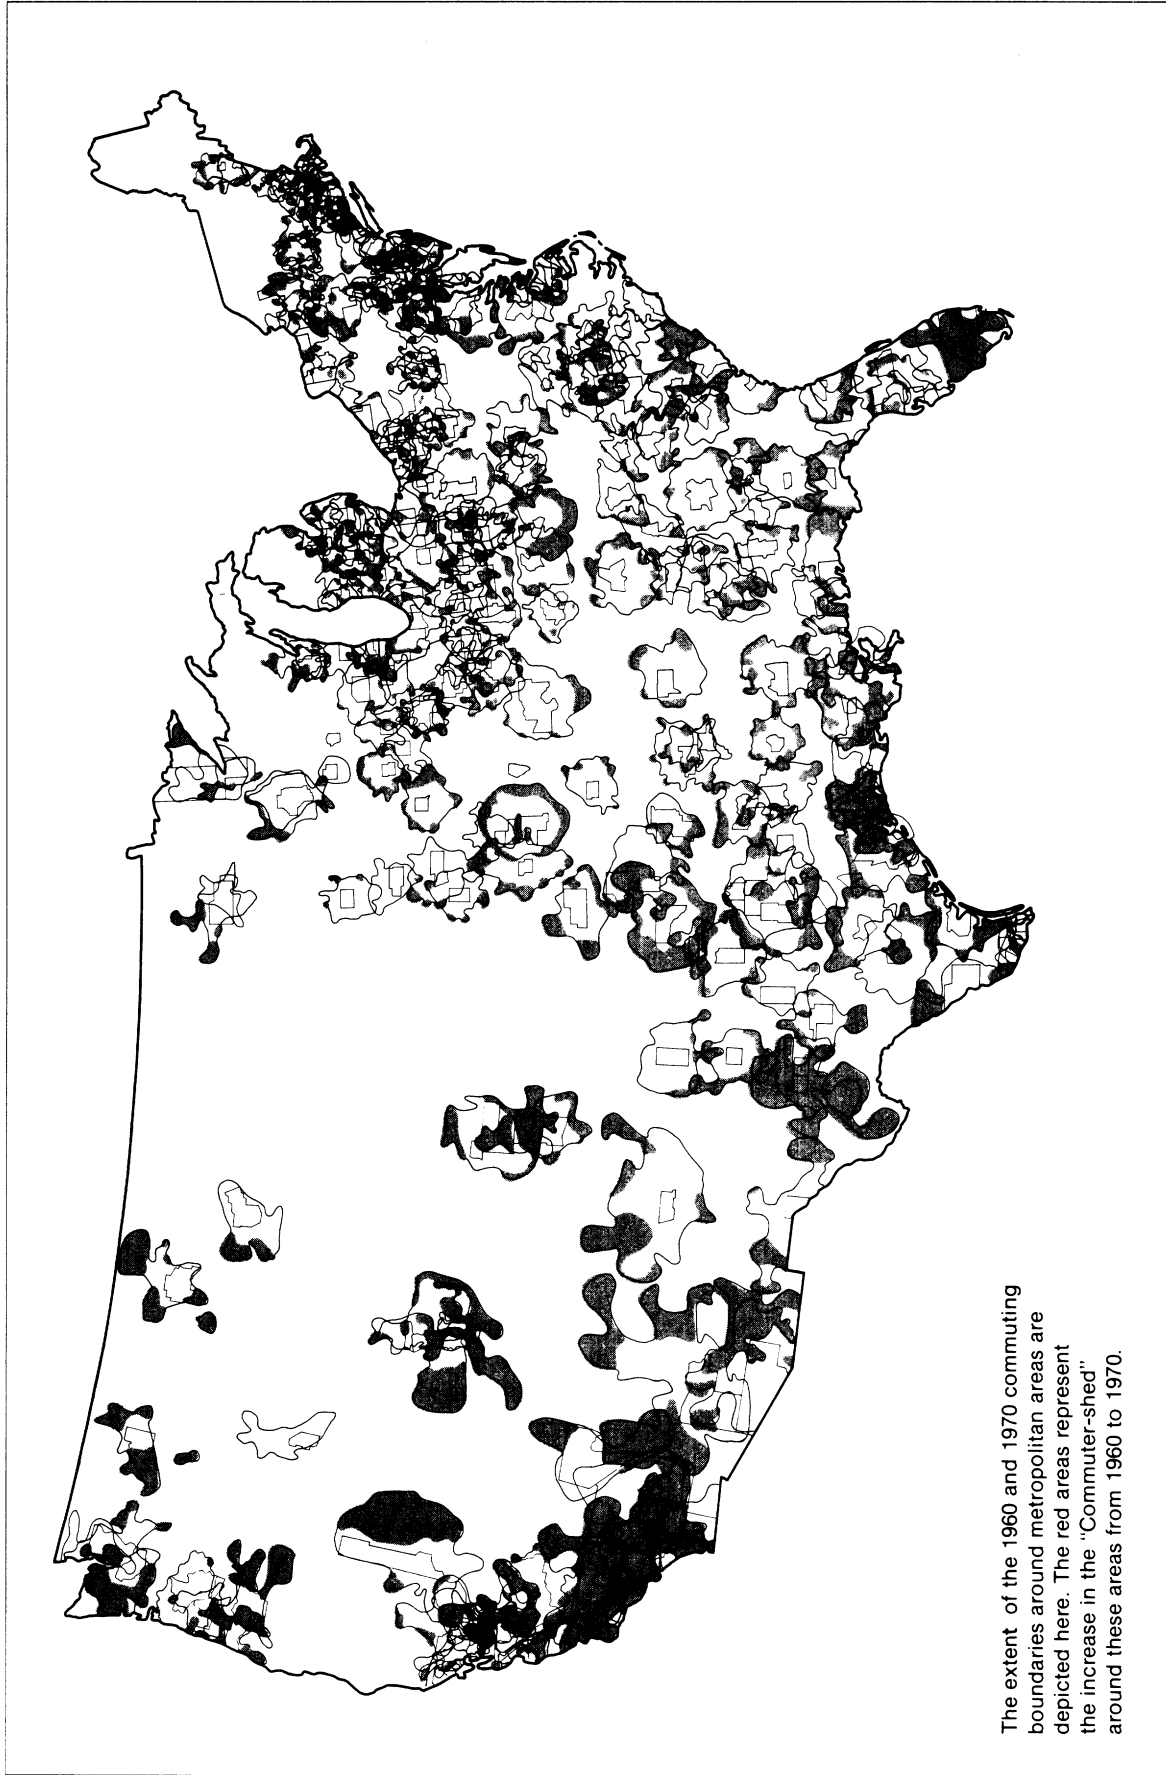 The extent of the 1960 and 1970 commuting
boundaries around metropolitan areas are
depicted here. The red areas represent
the increase in the "Commuter-shed"
around these areas from 1960 to 1970.